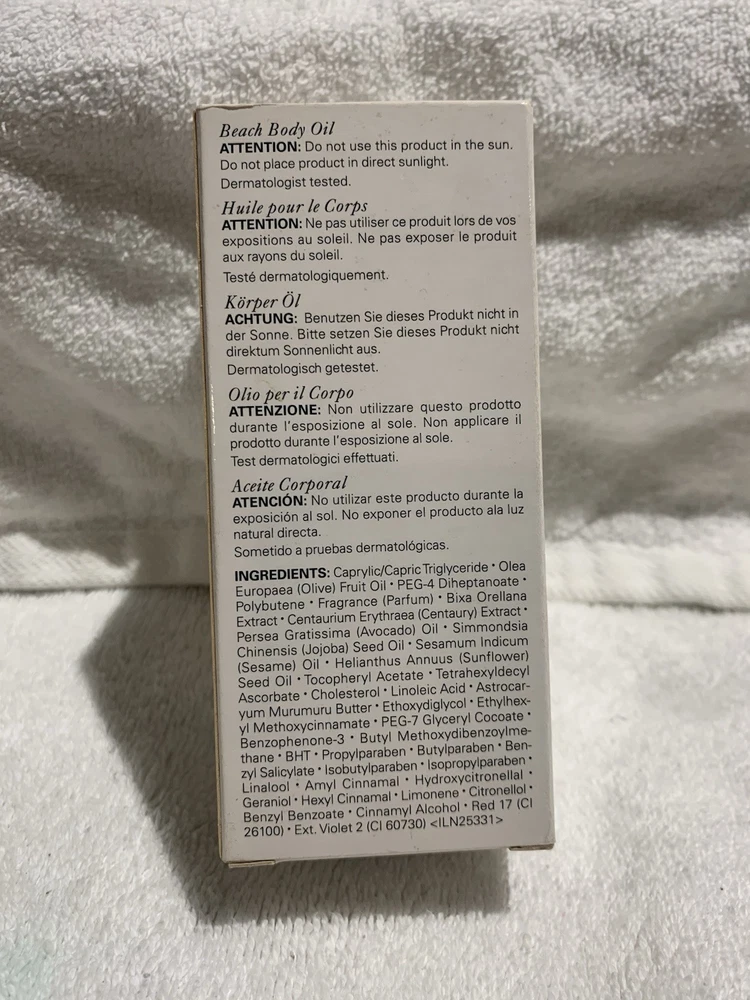 Beach Body Oil
ATTENTION: Do not use this product in the sun.
Do not place product in direct sunlight.
Dermatologist tested.
Huile pour le Corps
ATTENTION: Ne pas utiliser ce produit lors de vos
expositions au soleil. Ne pas exposer le produit
aux rayons du soleil.
Testé dermatologiquement.
Körper Öl
ACHTUNG: Benutzen Sie dieses Produkt nicht in
der Sonne. Bitte setzen Sie dieses Produkt nicht
direktum Sonnenlicht aus.
Dermatologisch getestet.
Olio per il Corpo
ATTENZIONE: Non utilizzare questo prodotto
durante l'esposizione al sole. Non applicare il
prodotto durante l'esposizione al sole.
Test dermatologici effettuati.
Aceite Corporal
ATENCIÓN: No utilizar este producto durante la
exposición al sol. No exponer el producto ala luz
natural directa.
Sometido a pruebas dermatológicas.
INGREDIENTS: Caprylic/Capric Triglyceride • Olea
Europaea (Olive) Fruit Oil • PEG-4 Diheptanoate •
Polybutene • Fragrance (Parfum) • Bixa Orellana
Extract • Centaurium Erythraea (Centaury) Extract •
Persea Gratissima (Avocado) Oil • Simmondsia
Chinensis (Jojoba) Seed Oil • Sesamum Indicum
(Sesame) Oil • Helianthus Annuus (Sunflower)
Seed Oil • Tocopheryl Acetate • Tetrahexyldecyl
Ascorbate • Cholesterol • Linoleic Acid • Astrocar-
yum Murumuru Butter • Ethoxydiglycol • Ethylhex-
yl Methoxycinnamate • PEG-7 Glyceryl Cocoate •
Benzophenone-3 • Butyl Methoxydibenzoylme-
thane • BHT • Propylparaben • Butylparaben • Ben-
zyl Salicylate • Isobutylparaben • Isopropylparaben •
Linalool • Amyl Cinnamal • Hydroxycitronellal •
Geraniol • Hexyl Cinnamal • Limonene • Citronellol •
Benzyl Benzoate • Cinnamyl Alcohol • Red 17 (CI
26100) • Ext. Violet 2 (CI 60730) <ILN25331>